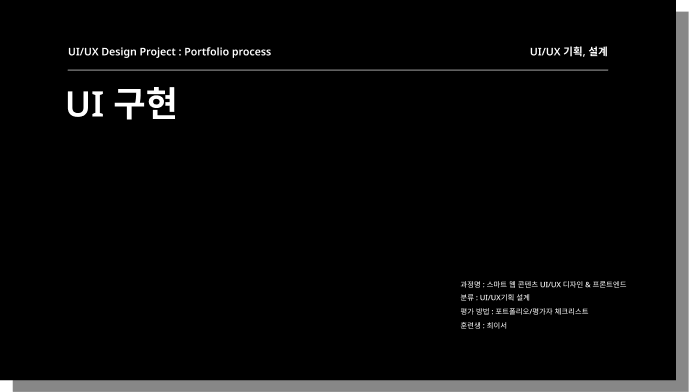 UI/UX Design Project : Portfolio process
UI/UX 기획, 설계
UI 구현
과정명 : 스마트 웹 콘텐츠 UI/UX 디자인 & 프론트엔드
분류 : UI/UX기획 설계
평가 방법 : 포트폴리오/평가자 체크리스트
훈련생 : 최이서